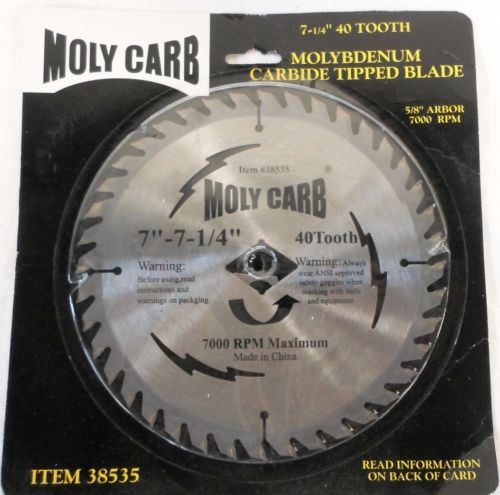 MOLY CARB
7-1/4" 40 TOOTH
MOLYBDENUM
CARBIDE TIPPED BLADE
5/8" ARBOR
7000 RPM
Item #38535
MOLY CARB®
7"-7-1/4"
40Tooth
Warning:
Before using,read
instructions and
warnings on packging.
Warning: Always
wear ANSI approved
safety goggles when
working with tools
and equipment.
7000 RPM Maximum
Made in China
ITEM 38535
READ INFORMATION
ON BACK OF CARD